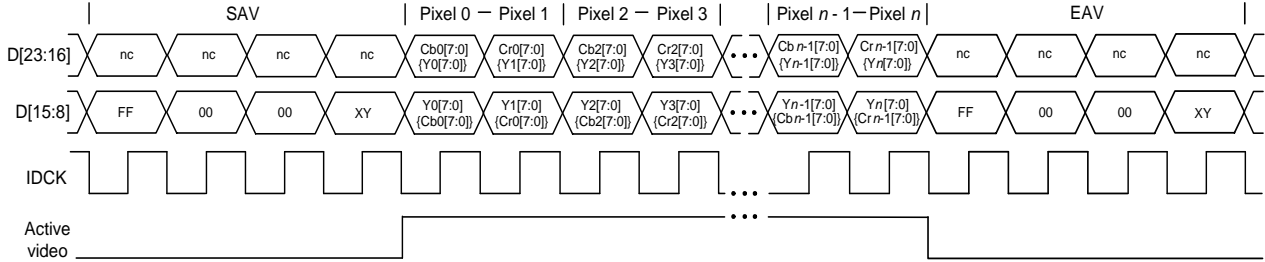 SAV Pixel 0 — Pixel 1 Pixel 2 — Pixel 3 Pixel n - 1 — Pixel n EAV
D[23:16] nc nc nc nc Cb0[7:0] Cr0[7:0] Cb2[7:0] Cr2[7:0] ••• Cb n-1[7:0] Cr n-1[7:0] nc nc nc nc
{Y0[7:0]} {Y1[7:0]} {Y2[7:0]} {Y3[7:0]} {Yn-1[7:0]} {Yn[7:0]}
D[15:8] FF 00 00 XY Y0[7:0] Y1[7:0] Y2[7:0] Y3[7:0] ••• Yn-1[7:0] Yn[7:0] FF 00 00 XY
{Cb0[7:0]} {Cr0[7:0]} {Cb2[7:0]} {Cr2[7:0]} {Cb n-1[7:0]} {Cr n-1[7:0]}
IDCK •••
Active •••
video